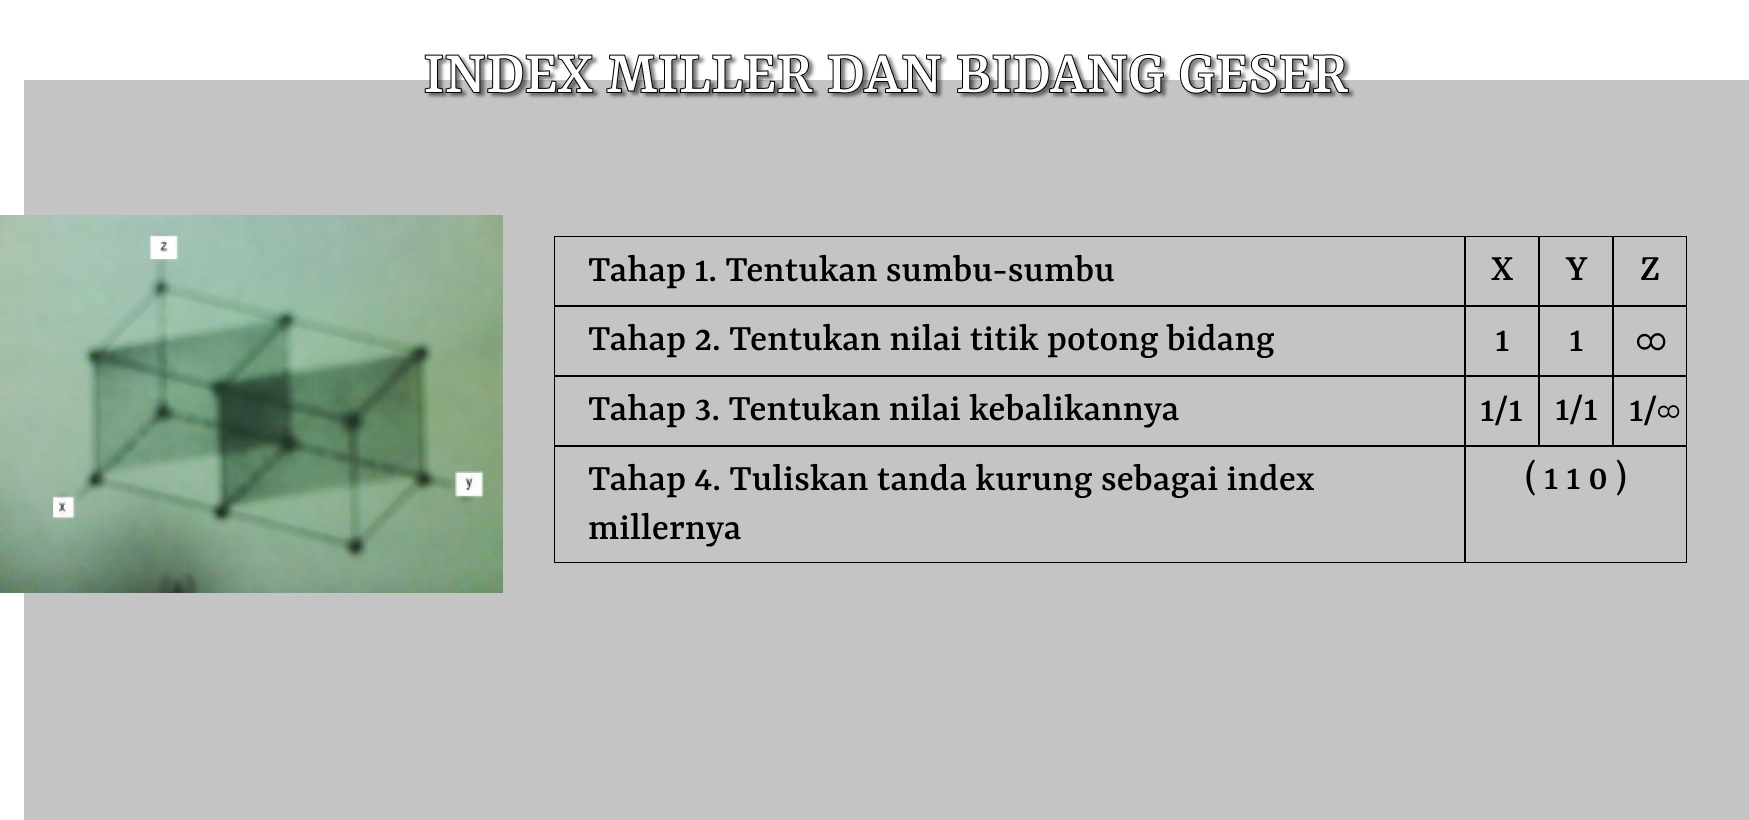 INDEX MILLER DAN BIDANG GESER
z
x
y
Tahap 1. Tentukan sumbu-sumbu X Y Z
Tahap 2. Tentukan nilai titik potong bidang 1 1 ∞
Tahap 3. Tentukan nilai kebalikannya 1/1 1/1 1/∞
Tahap 4. Tuliskan tanda kurung sebagai index ( 1 1 0 )
millernya